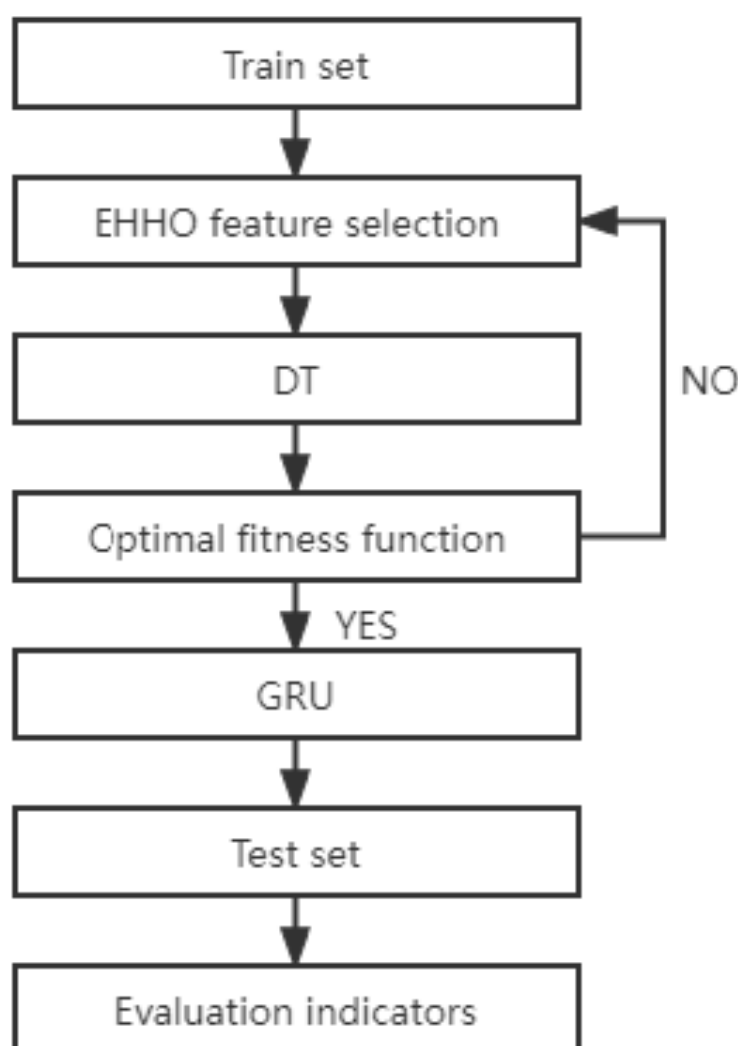 Train set
EHHO feature selection
DT
NO
Optimal fitness function
YES
GRU
Test set
Evaluation indicators